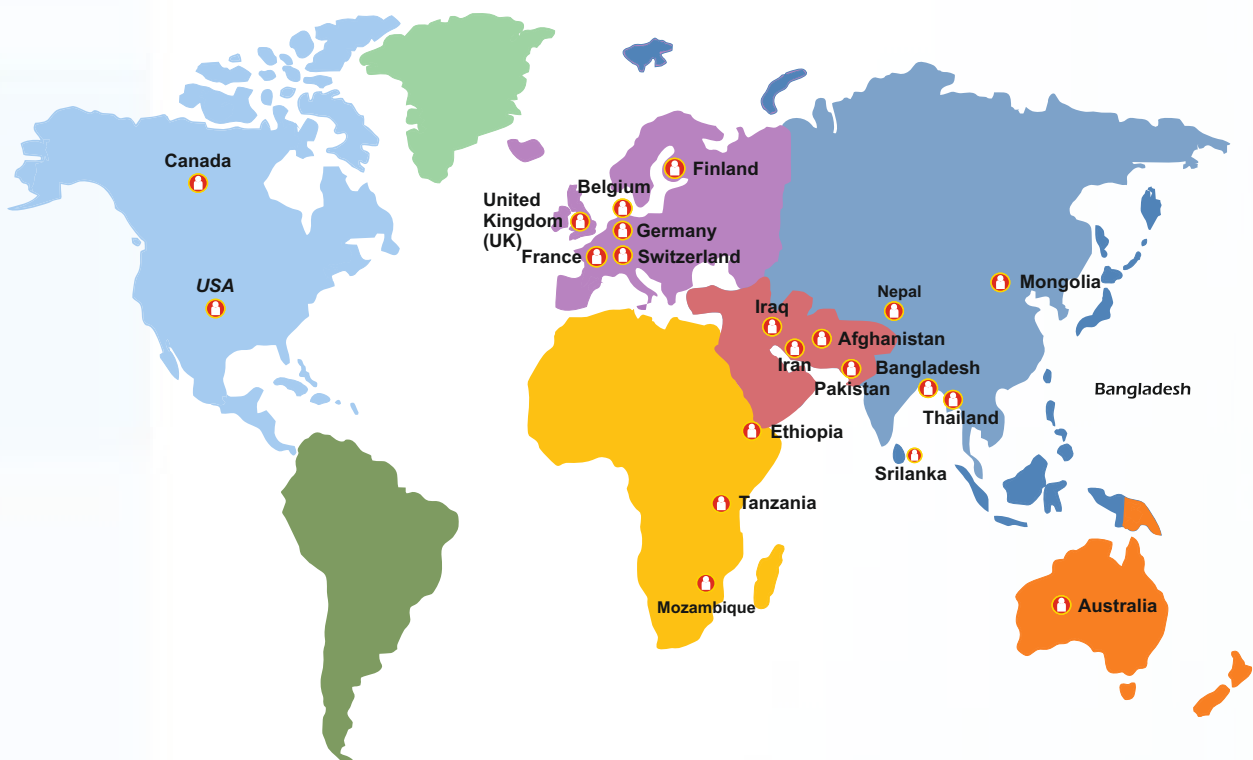 Canada
USA
Finland
Belgium
United
Kingdom
(UK)
Germany
France
Switzerland
Mongolia
Nepal
Iraq
Afghanistan
Iran
Pakistan
Bangladesh
Bangladesh
Thailand
Ethiopia
Srilanka
Tanzania
Mozambique
Australia